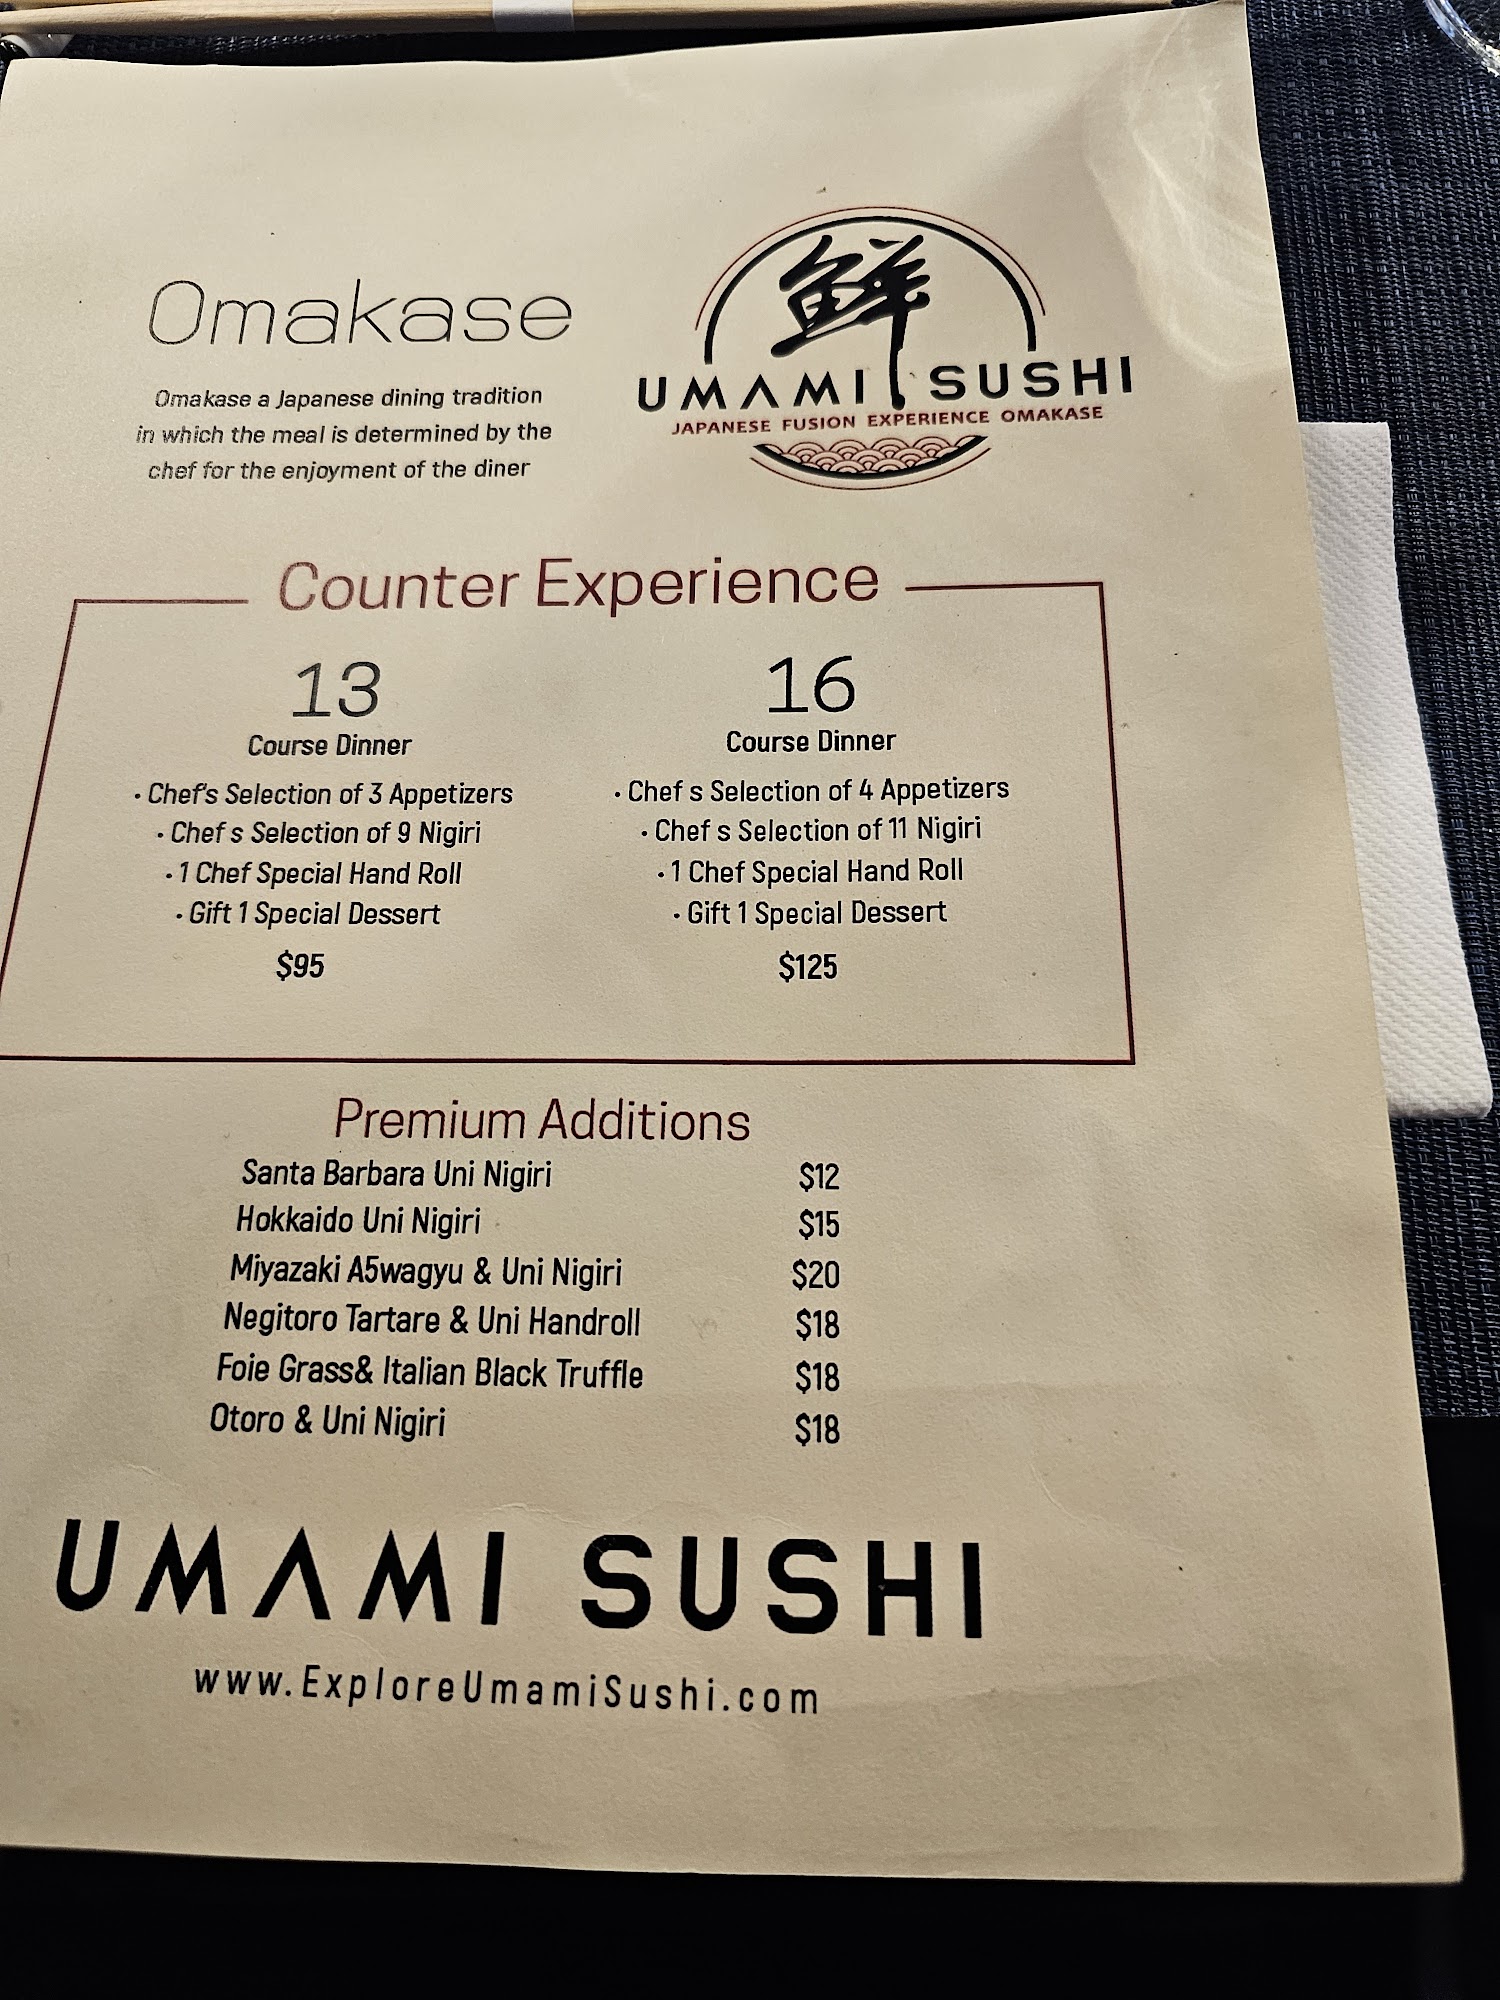 Omakase
Omakase a Japanese dining tradition
in which the meal is determined by the
chef for the enjoyment of the diner
鮮
UMAMI SUSHI
JAPANESE FUSION EXPERIENCE OMAKASE
Counter Experience
13
Course Dinner
• Chef's Selection of 3 Appetizers
• Chef s Selection of 9 Nigiri
• 1 Chef Special Hand Roll
• Gift 1 Special Dessert
$95
16
Course Dinner
• Chef s Selection of 4 Appetizers
• Chef s Selection of 11 Nigiri
• 1 Chef Special Hand Roll
• Gift 1 Special Dessert
$125
Premium Additions
Santa Barbara Uni Nigiri $12
Hokkaido Uni Nigiri $15
Miyazaki A5wagyu & Uni Nigiri $20
Negitoro Tartare & Uni Handroll $18
Foie Grass& Italian Black Truffle $18
Otoro & Uni Nigiri $18
UMAMI SUSHI
www.ExploreUmamiSushi.com